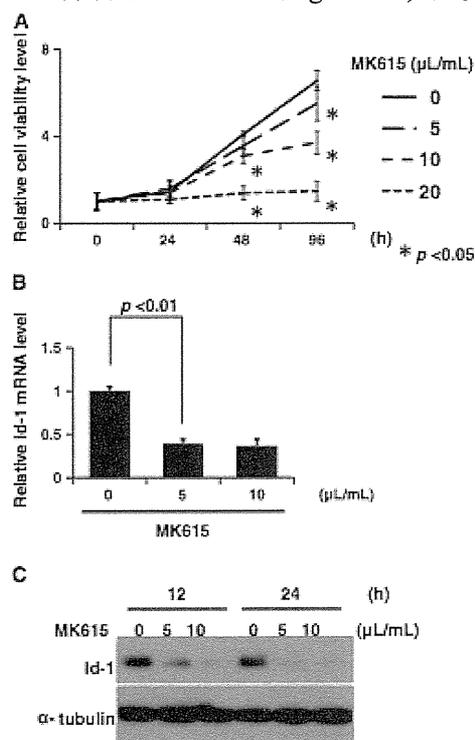 A
Relative cell viability level
8
4
0
0 24 48 96 (h)
MK615 (μL/mL)
0
5
10
20
* * * * *
* p <0.05
B
p <0.01
Relative Id-1 mRNA level
1.5
1
0.5
0
0 5 10 (μL/mL)
MK615
C
12 24 (h)
MK615 0 5 10 0 5 10 (μL/mL)
Id-1
α- tubulin